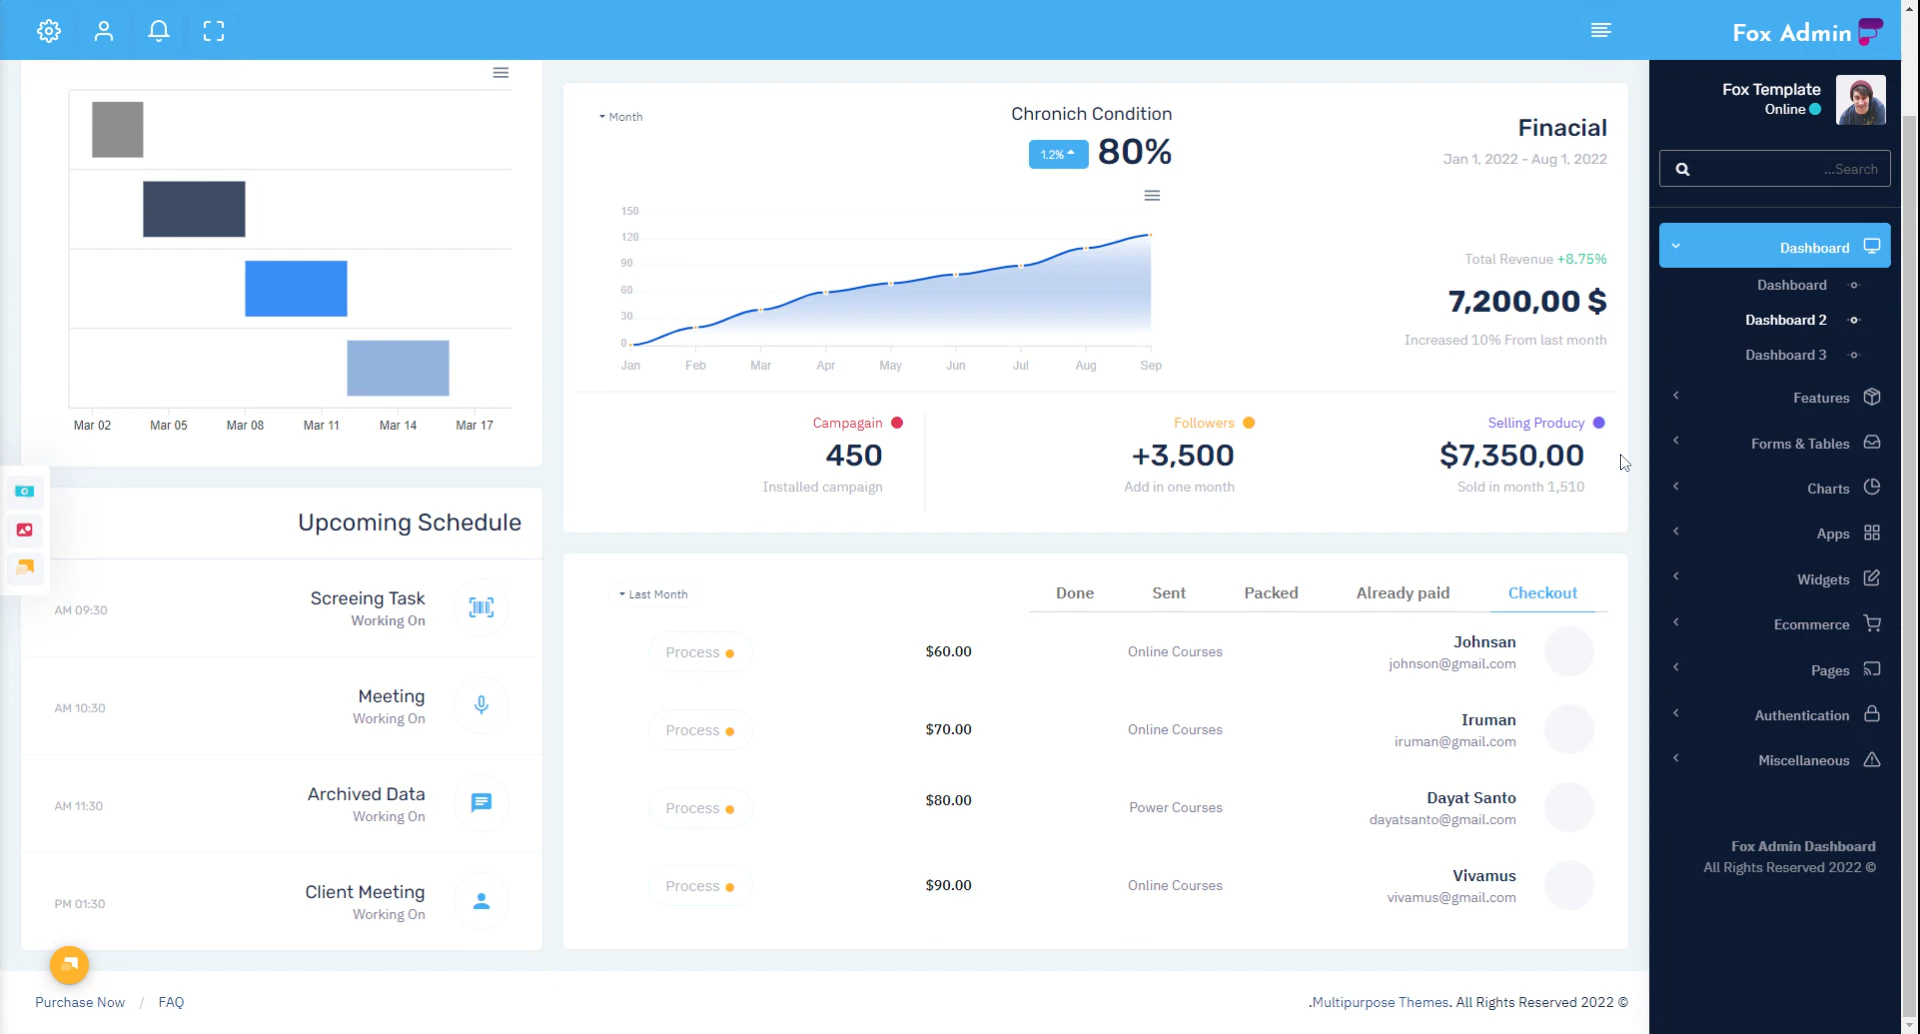 Fox Admin
Fox Template
Online
...Search
Dashboard
Dashboard
Dashboard 2
Dashboard 3
Features
Forms & Tables
Charts
Apps
Widgets
Ecommerce
Pages
Authentication
Miscellaneous
Fox Admin Dashboard
All Rights Reserved 2022 ©
Mar 02 Mar 05 Mar 08 Mar 11 Mar 14 Mar 17
Month
Chronich Condition
1.2% 80%
150
120
90
60
30
0
Jan Feb Mar Apr May Jun Jul Aug Sep
Finacial
Jan 1, 2022 - Aug 1, 2022
Total Revenue +8.75%
7,200,00 $
Increased 10% From last month
Campagain
450
Installed campaign
Followers
+3,500
Add in one month
Selling Producy
$7,350,00
Sold in month 1,510
Upcoming Schedule
AM 09:30 Screeing Task
Working On
AM 10:30 Meeting
Working On
AM 11:30 Archived Data
Working On
PM 01:30 Client Meeting
Working On
Last Month
Done Sent Packed Already paid Checkout
Process $60.00 Online Courses Johnsan
johnson@gmail.com
Process $70.00 Online Courses Iruman
iruman@gmail.com
Process $80.00 Power Courses Dayat Santo
dayatsanto@gmail.com
Process $90.00 Online Courses Vivamus
vivamus@gmail.com
Purchase Now / FAQ
.Multipurpose Themes. All Rights Reserved 2022 ©